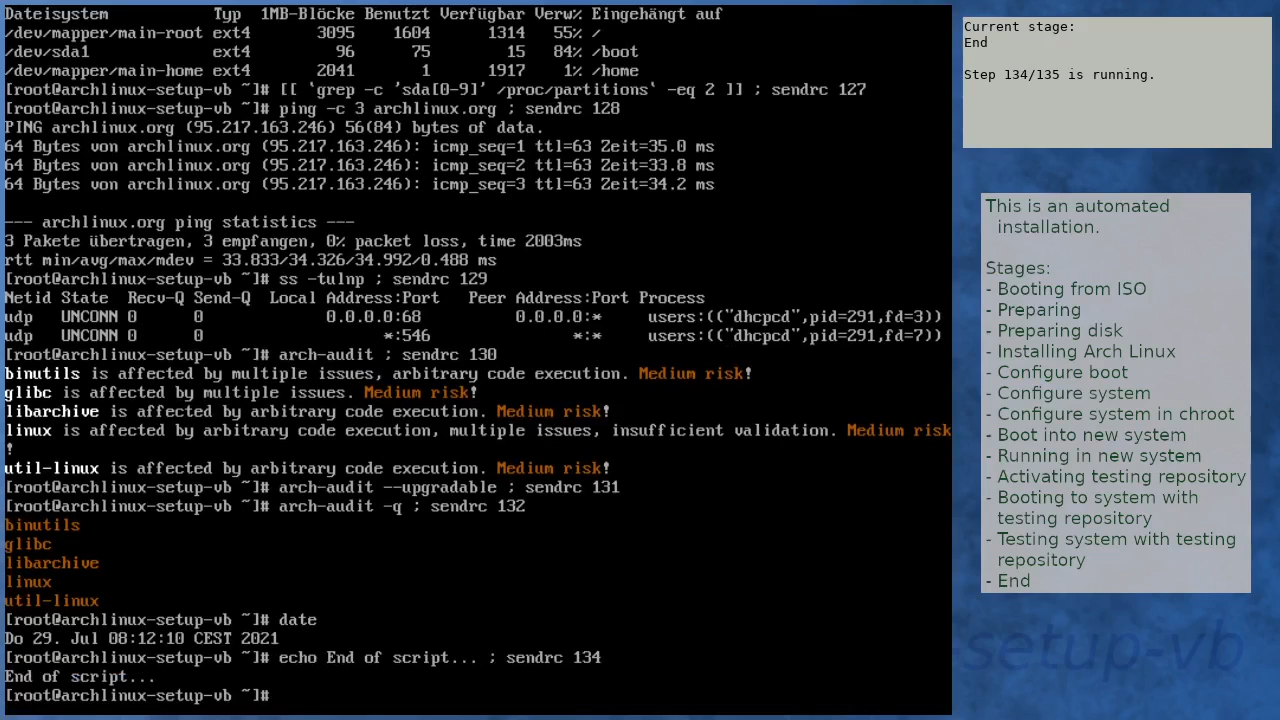 Dateisystem Typ 1MB-Blöcke Benutzt Verfügbar Verw% Eingehängt auf
/dev/mapper/main-root ext4 3095 1604 1314 55% /
/dev/sda1 ext4 96 75 15 84% /boot
/dev/mapper/main-home ext4 2041 1 1917 1% /home
[root@archlinux-setup-vb ~]# [[ `grep -c 'sda[0-9]' /proc/partitions` -eq 2 ]] ; sendrc 127
[root@archlinux-setup-vb ~]# ping -c 3 archlinux.org ; sendrc 128
PING archlinux.org (95.217.163.246) 56(84) bytes of data.
64 Bytes von archlinux.org (95.217.163.246): icmp_seq=1 ttl=63 Zeit=35.0 ms
64 Bytes von archlinux.org (95.217.163.246): icmp_seq=2 ttl=63 Zeit=33.8 ms
64 Bytes von archlinux.org (95.217.163.246): icmp_seq=3 ttl=63 Zeit=34.2 ms
--- archlinux.org ping statistics ---
3 Pakete übertragen, 3 empfangen, 0% packet loss, time 2003ms
rtt min/avg/max/mdev = 33.833/34.326/34.992/0.488 ms
[root@archlinux-setup-vb ~]# ss -tulnp ; sendrc 129
Netid State Recv-Q Send-Q Local Address:Port Peer Address:Port Process
udp UNCONN 0 0 0.0.0.0:68 0.0.0.0:* users:(("dhcpcd",pid=291,fd=3))
udp UNCONN 0 0 *:546 *:* users:(("dhcpcd",pid=291,fd=7))
[root@archlinux-setup-vb ~]# arch-audit ; sendrc 130
binutils is affected by multiple issues, arbitrary code execution. Medium risk!
glibc is affected by multiple issues. Medium risk!
libarchive is affected by arbitrary code execution. Medium risk!
linux is affected by arbitrary code execution, multiple issues, insufficient validation. Medium risk
!
util-linux is affected by arbitrary code execution. Medium risk!
[root@archlinux-setup-vb ~]# arch-audit --upgradable ; sendrc 131
[root@archlinux-setup-vb ~]# arch-audit -q ; sendrc 132
binutils
glibc
libarchive
linux
util-linux
[root@archlinux-setup-vb ~]# date
Do 29. Jul 08:12:10 CEST 2021
[root@archlinux-setup-vb ~]# echo End of script... ; sendrc 134
End of script...
[root@archlinux-setup-vb ~]#
Current stage:
End
Step 134/135 is running.
This is an automated
installation.
Stages:
- Booting from ISO
- Preparing
- Preparing disk
- Installing Arch Linux
- Configure boot
- Configure system
- Configure system in chroot
- Boot into new system
- Running in new system
- Activating testing repository
- Booting to system with
testing repository
- Testing system with testing
repository
- End
-setup-vb